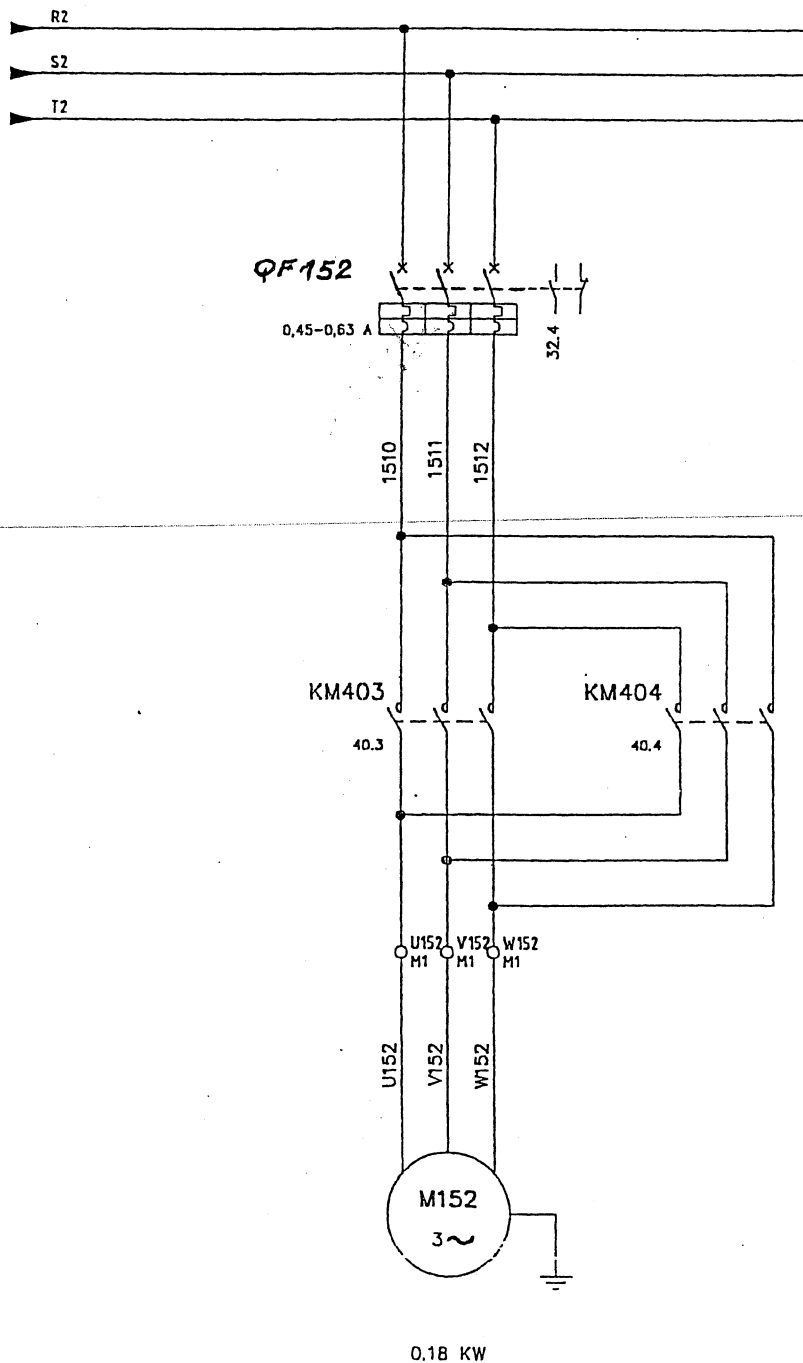 R2
S2
T2
QF152
0,45-0,63 A
32.4
1510
1511
1512
KM403
KM404
40.3
40.4
U152
M1
V152
M1
W152
M1
U152
V152
W152
M152
3~
0,18 KW